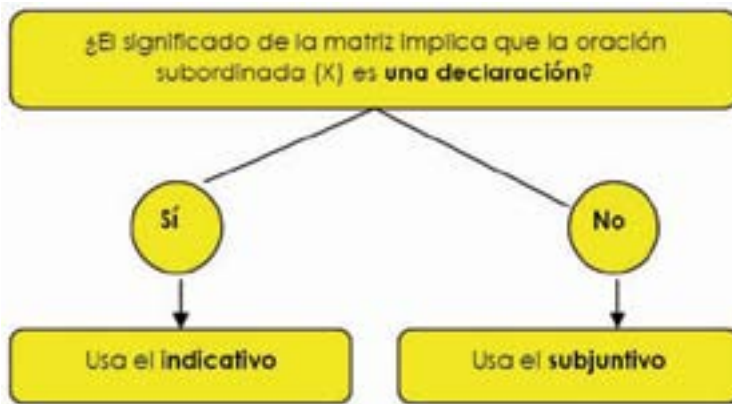 ¿El significado de la matriz implica que la oración
subordinada (X) es una declaración?
Sí
No
Usa el indicativo
Usa el subjuntivo